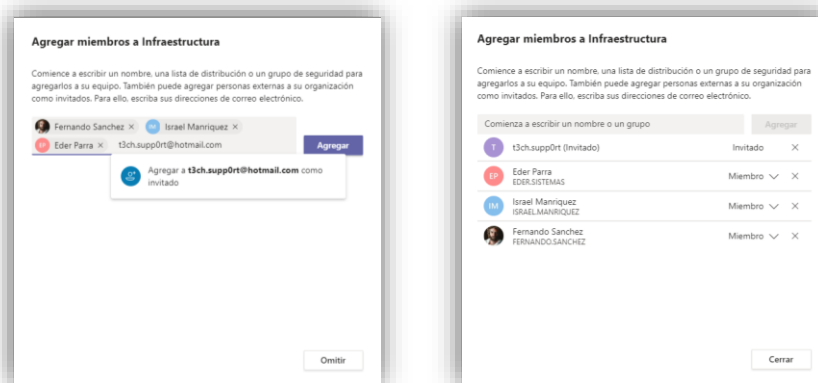 Agregar miembros a Infraestructura
Comience a escribir un nombre, una lista de distribución o un grupo de seguridad para
agregarlos a su equipo. También puede agregar personas externas a su organización
como invitados. Para ello, escriba sus direcciones de correo electrónico.
Fernando Sanchez × IM Israel Manriquez ×
EP Eder Parra × t3ch.supp0rt@hotmail.com Agregar
Agregar a t3ch.supp0rt@hotmail.com como
invitado
Omitir
Agregar miembros a Infraestructura
Comience a escribir un nombre, una lista de distribución o un grupo de seguridad para
agregarlos a su equipo. También puede agregar personas externas a su organización
como invitados. Para ello, escriba sus direcciones de correo electrónico.
Comienza a escribir un nombre o un grupo Agregar
T t3ch.supp0rt (Invitado) Invitado ×
EP Eder Parra Miembro ×
EDER.SISTEMAS
IM Israel Manriquez Miembro ×
ISRAEL.MANRIQUEZ
Fernando Sanchez Miembro ×
FERNANDO.SANCHEZ
Cerrar